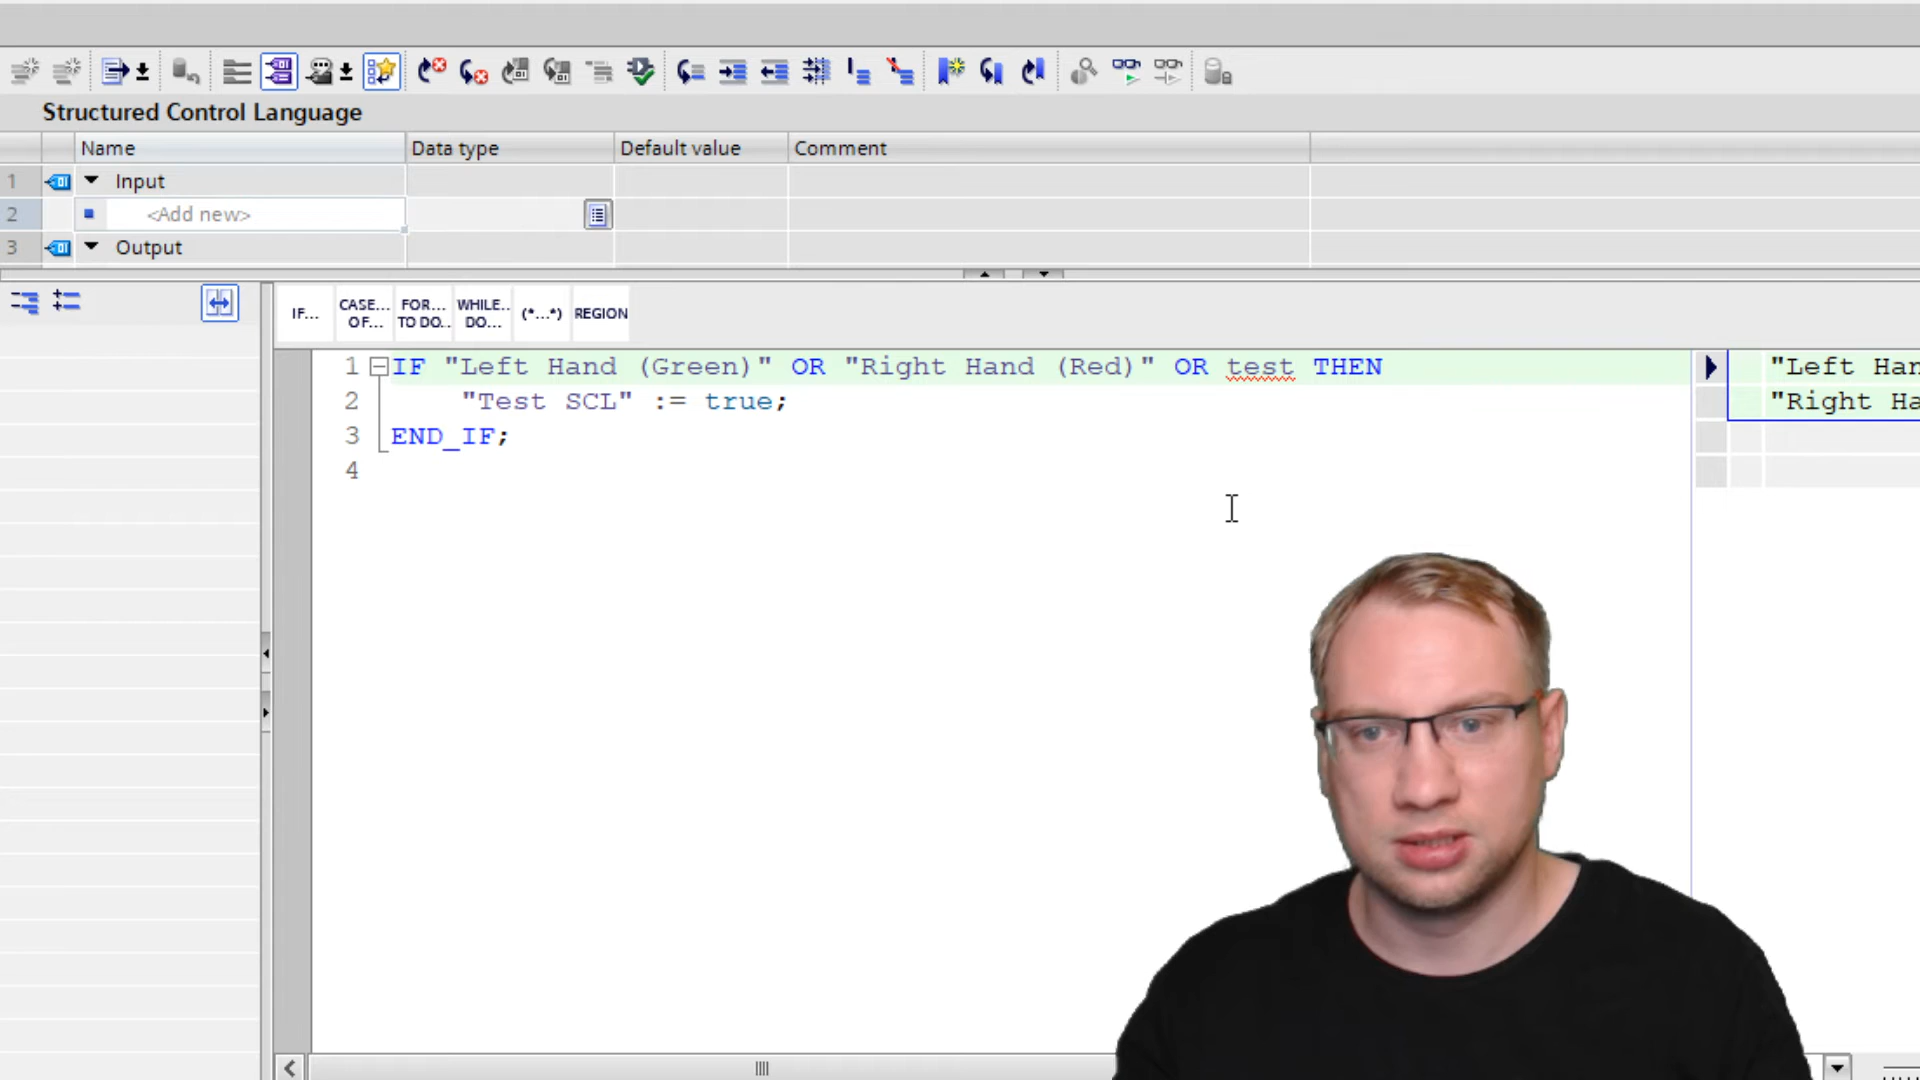 Structured Control Language
Name Data type Default value Comment
1 Input
2 <Add new>
3 Output
IF... CASE... OF... FOR... TO DO.. WHILE.. DO... (*...*) REGION
1 IF "Left Hand (Green)" OR "Right Hand (Red)" OR test THEN
2 "Test SCL" := true;
3 END_IF;
4
"Left Han
"Right Ha